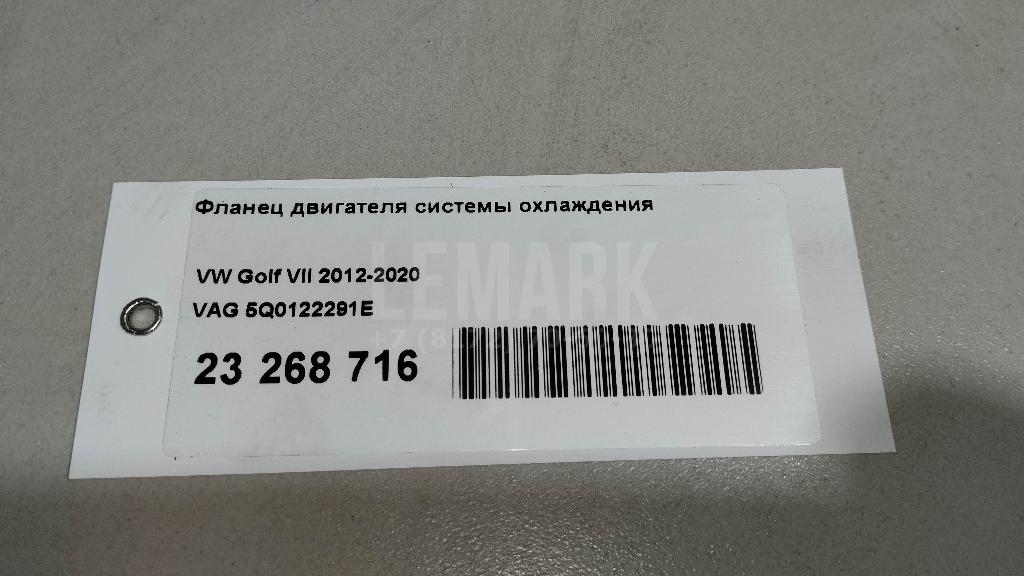 Фланец двигателя системы охлаждения
LEMARK
VW Golf VII 2012-2020
VAG 5Q0122291E
23 268 716